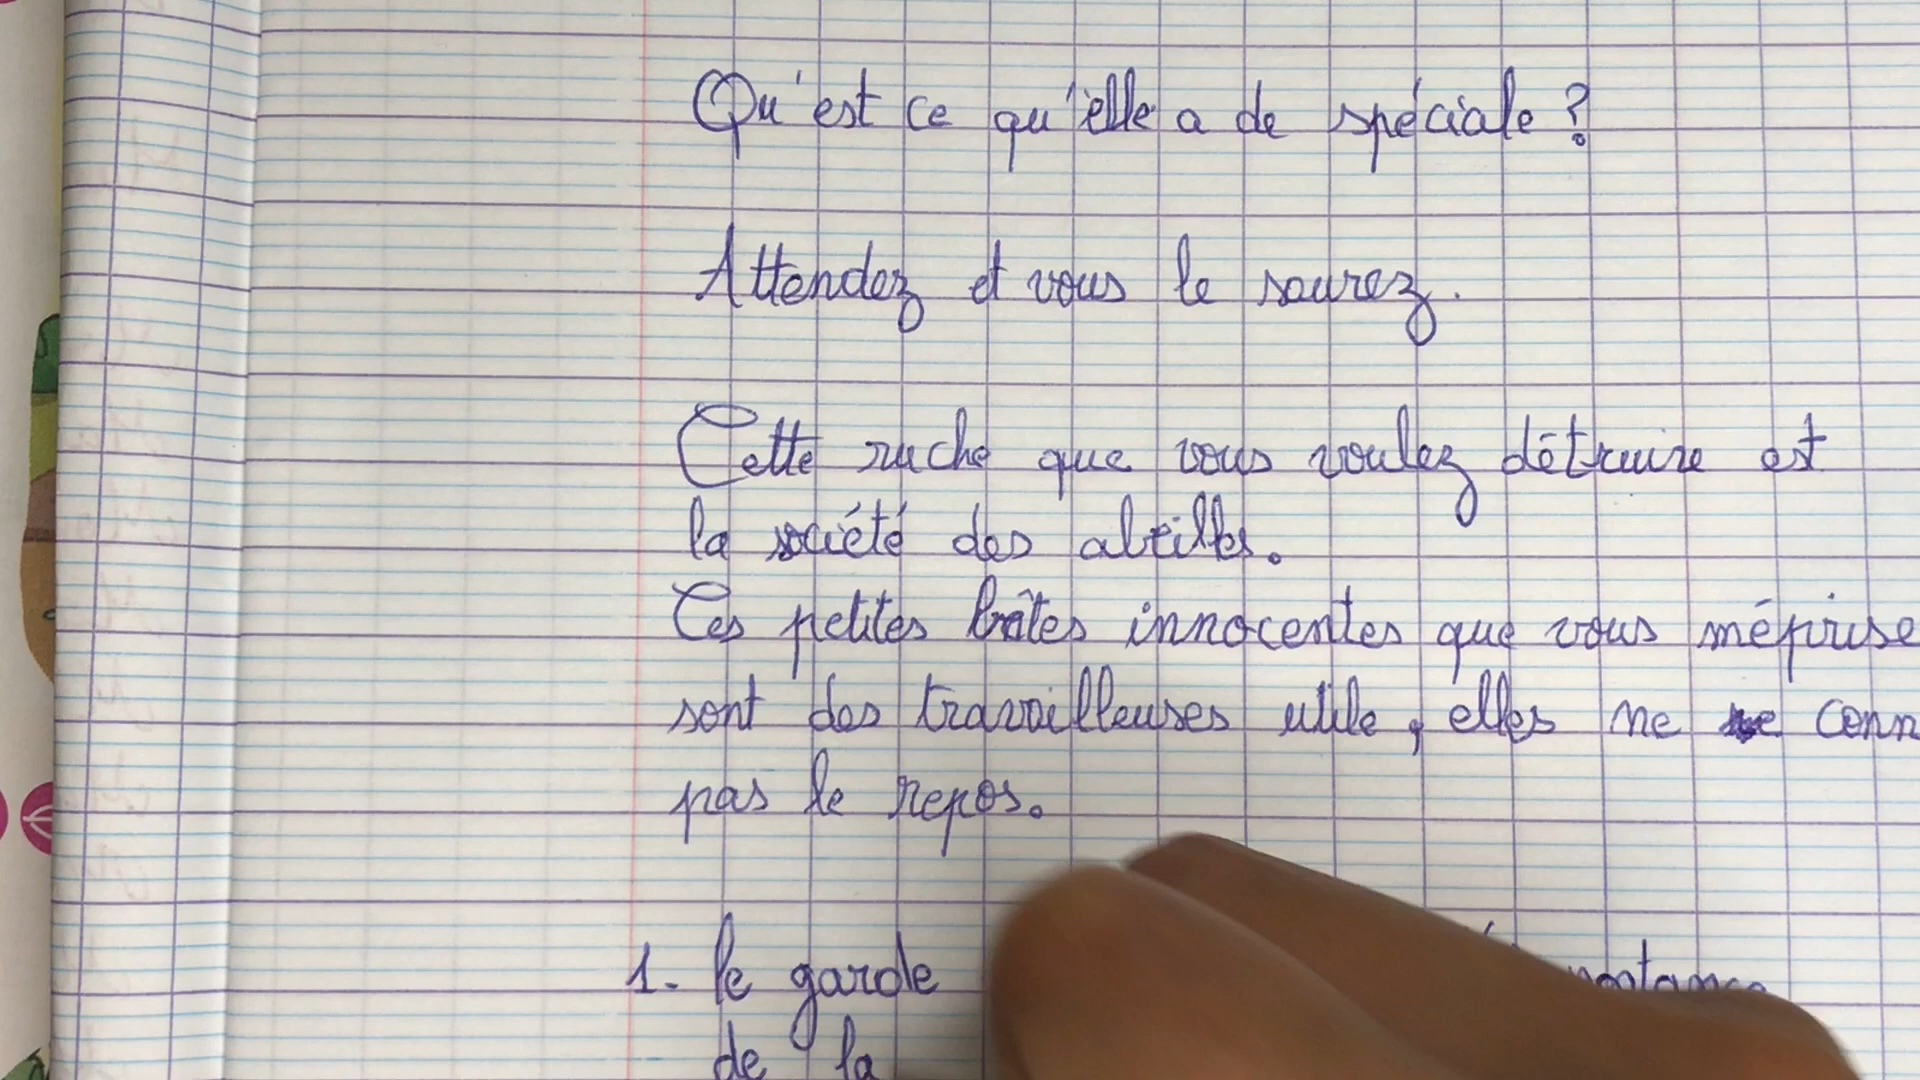 Qu'est ce qu'elle a de spéciale ?
Attendez et vous le saurez.
Cette ruche que vous voulez détruire est
la société des abeilles.
Ces petites bêtes innocentes que vous méprise
sont des travailleuses utile, elles ne conn
pas le repos.
1. le garde
de la